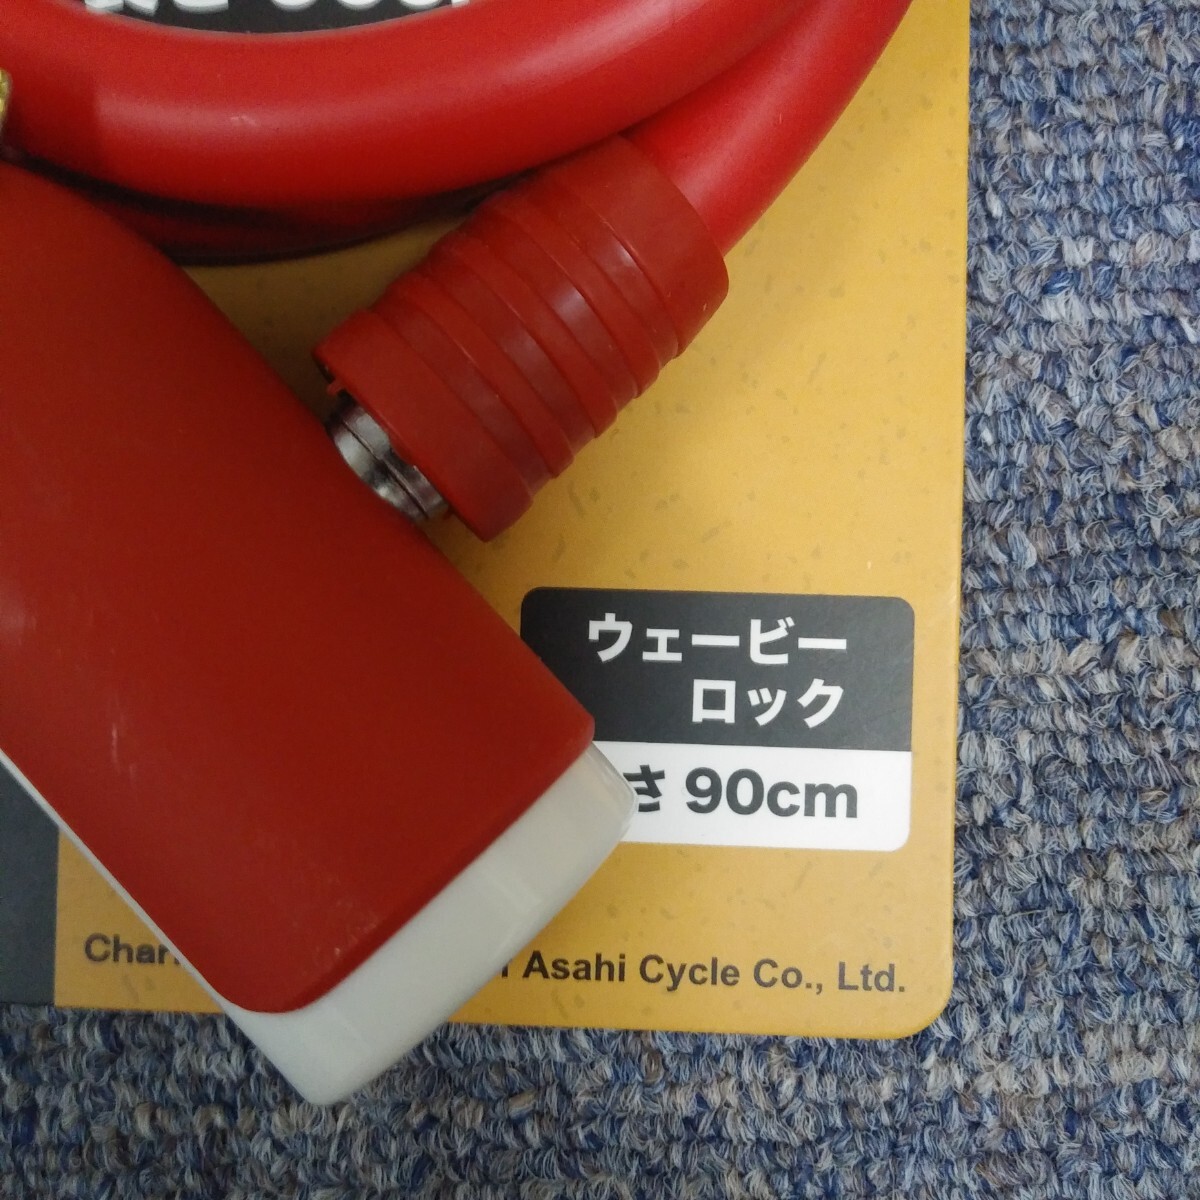 ウェービー
ロック
さ 90cm
Asahi Cycle Co., Ltd.